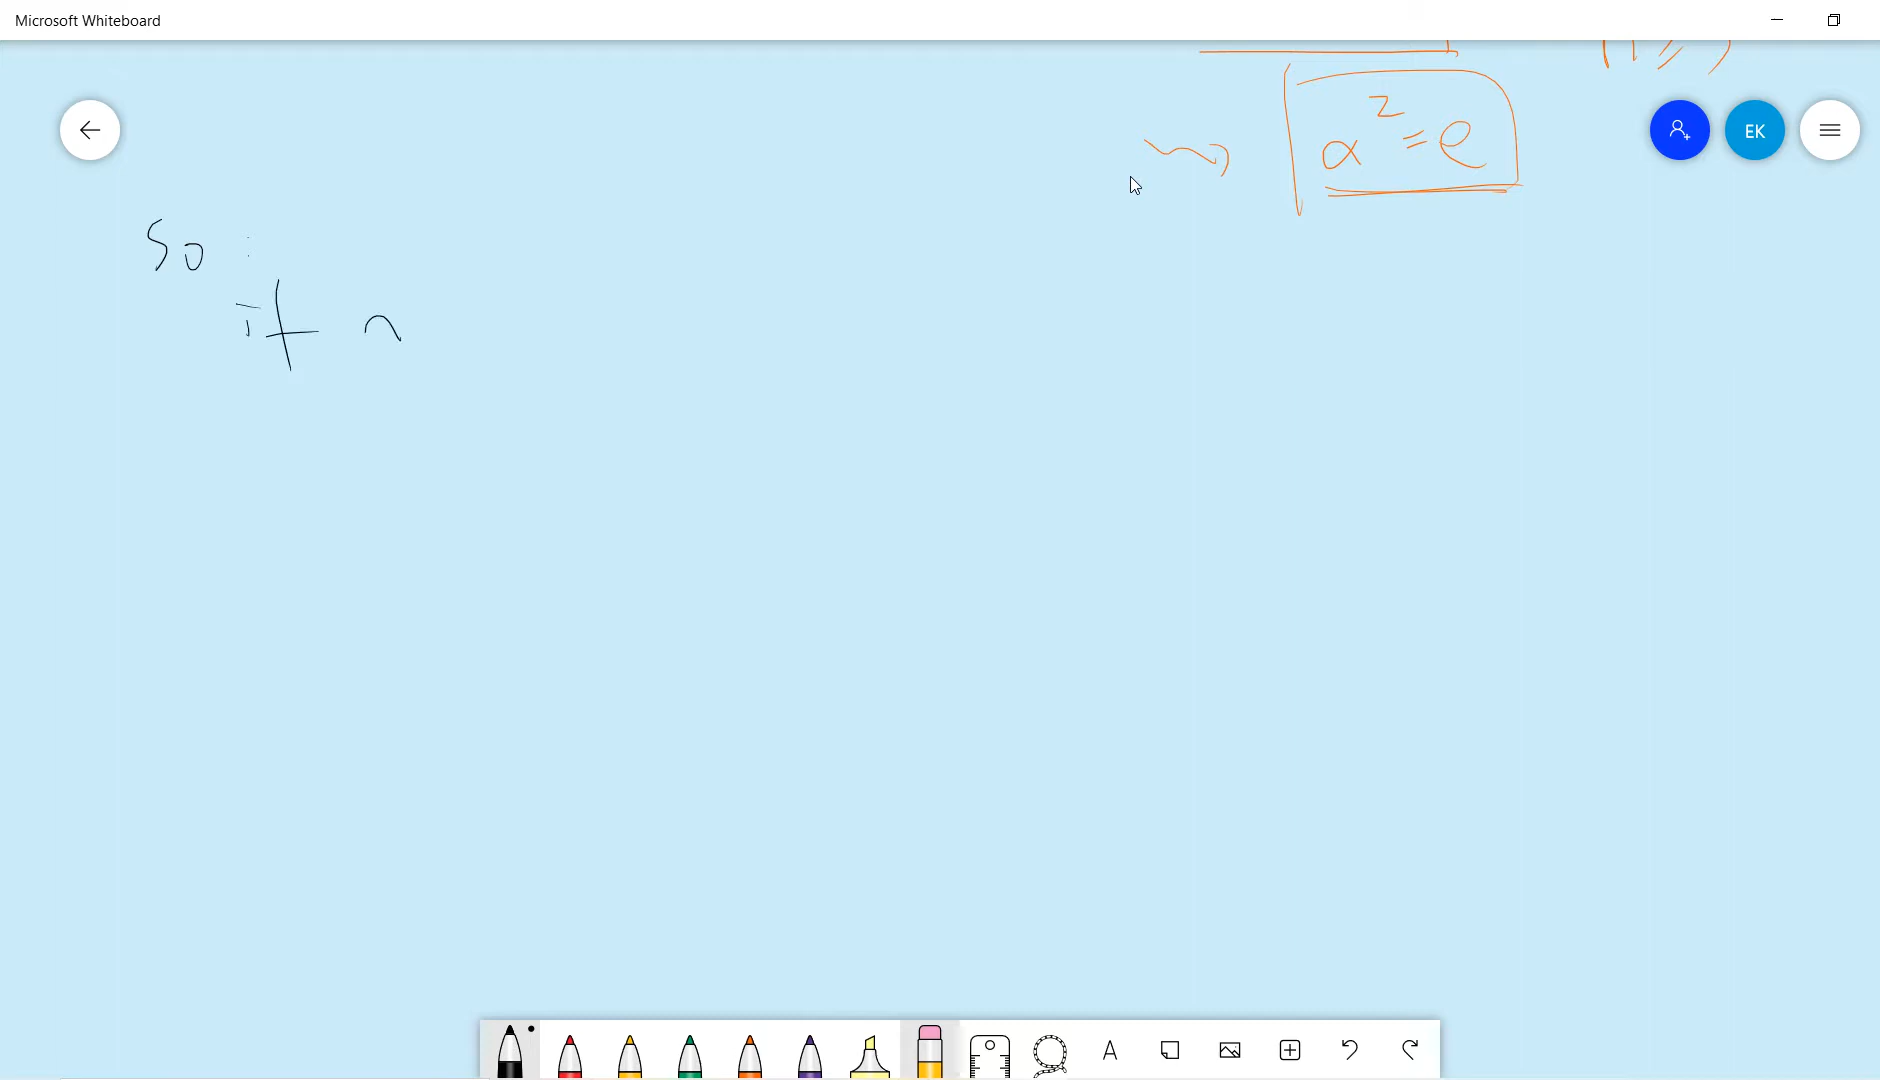 Microsoft Whiteboard
α² = e
EK
So :
if n
A